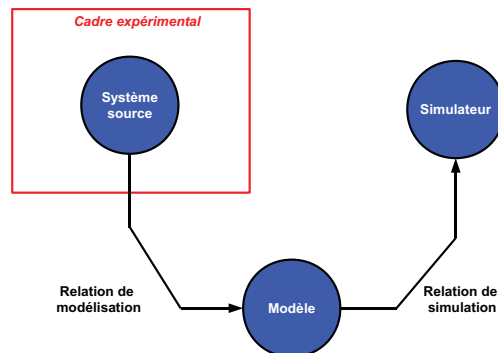 Cadre expérimental
Système
source
Simulateur
Relation de
modélisation
Modèle
Relation de
simulation